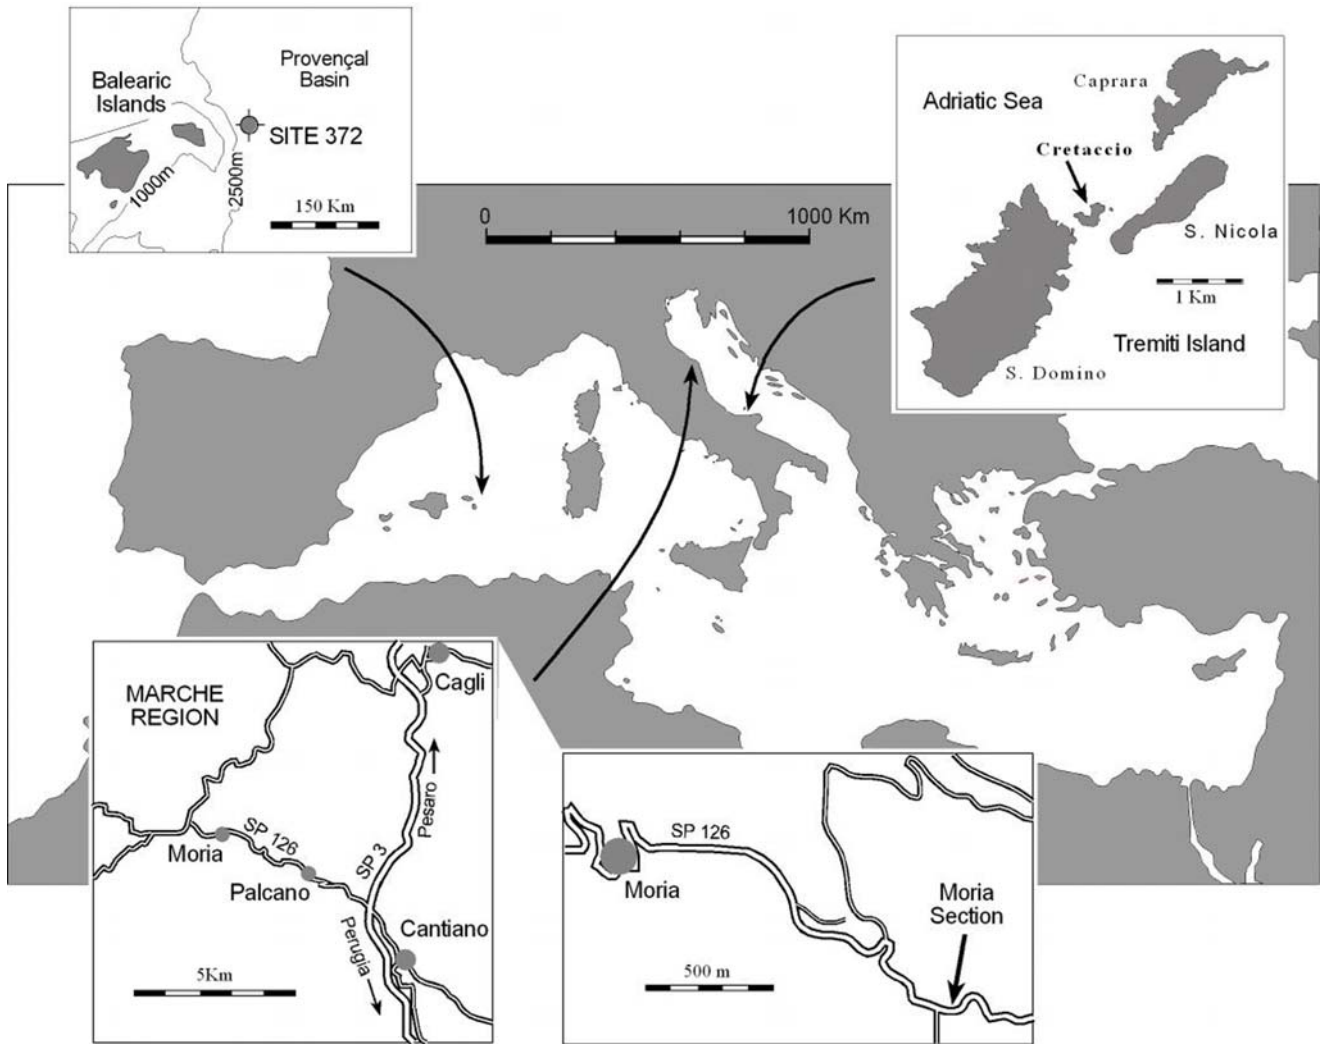 Provençal
Basin
Balearic
Islands
SITE 372
1000m
2500m
150 Km
0
1000 Km
Caprara
Adriatic Sea
Cretaccio
S. Nicola
1 Km
Tremiti Island
S. Domino
Cagli
MARCHE
REGION
Pesaro
SP 126
SP 3
Moria
Palcano
Cantiano
Perugia
5Km
SP 126
Moria
Moria
Section
500 m